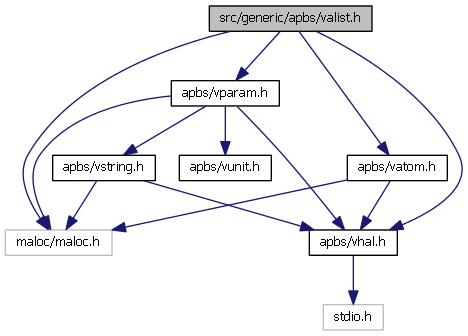 src/generic/apbs/valist.h
apbs/vparam.h
apbs/vstring.h
apbs/vunit.h
apbs/vatom.h
maloc/maloc.h
apbs/vhal.h
stdio.h